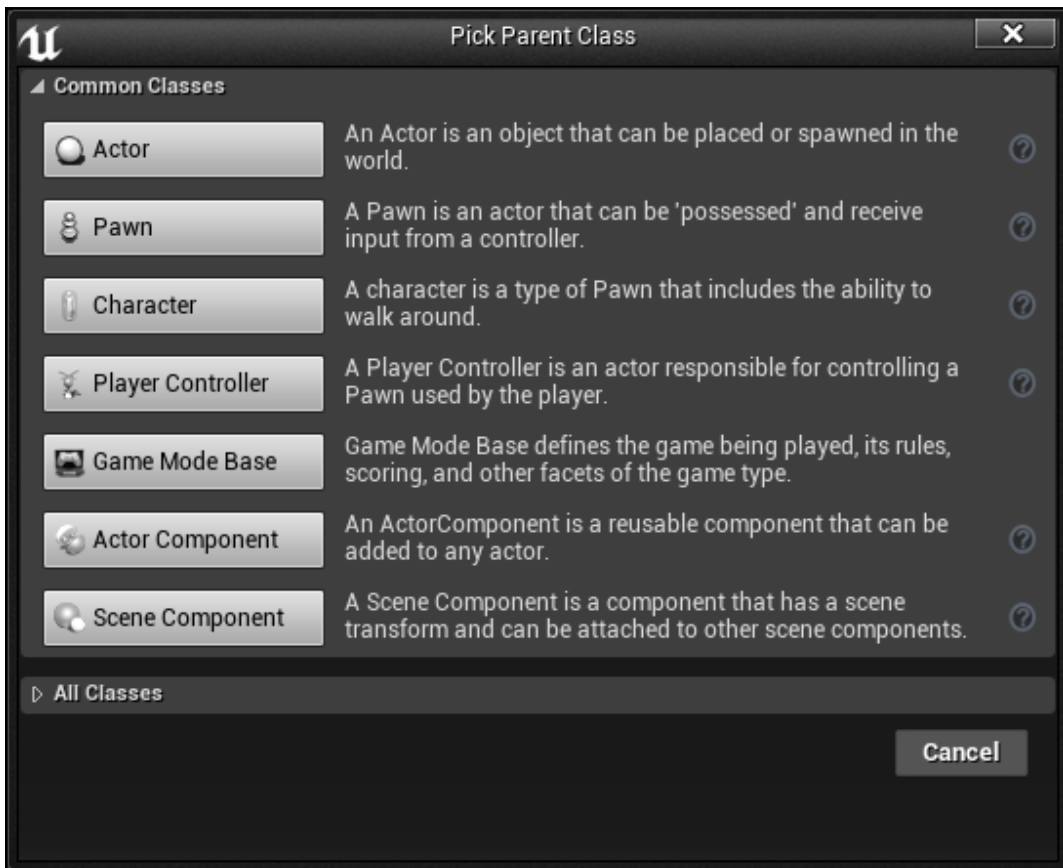 Pick Parent Class
Common Classes
Actor
An Actor is an object that can be placed or spawned in the
world.
Pawn
A Pawn is an actor that can be 'possessed' and receive
input from a controller.
Character
A character is a type of Pawn that includes the ability to
walk around.
Player Controller
A Player Controller is an actor responsible for controlling a
Pawn used by the player.
Game Mode Base
Game Mode Base defines the game being played, its rules,
scoring, and other facets of the game type.
Actor Component
An ActorComponent is a reusable component that can be
added to any actor.
Scene Component
A Scene Component is a component that has a scene
transform and can be attached to other scene components.
All Classes
Cancel